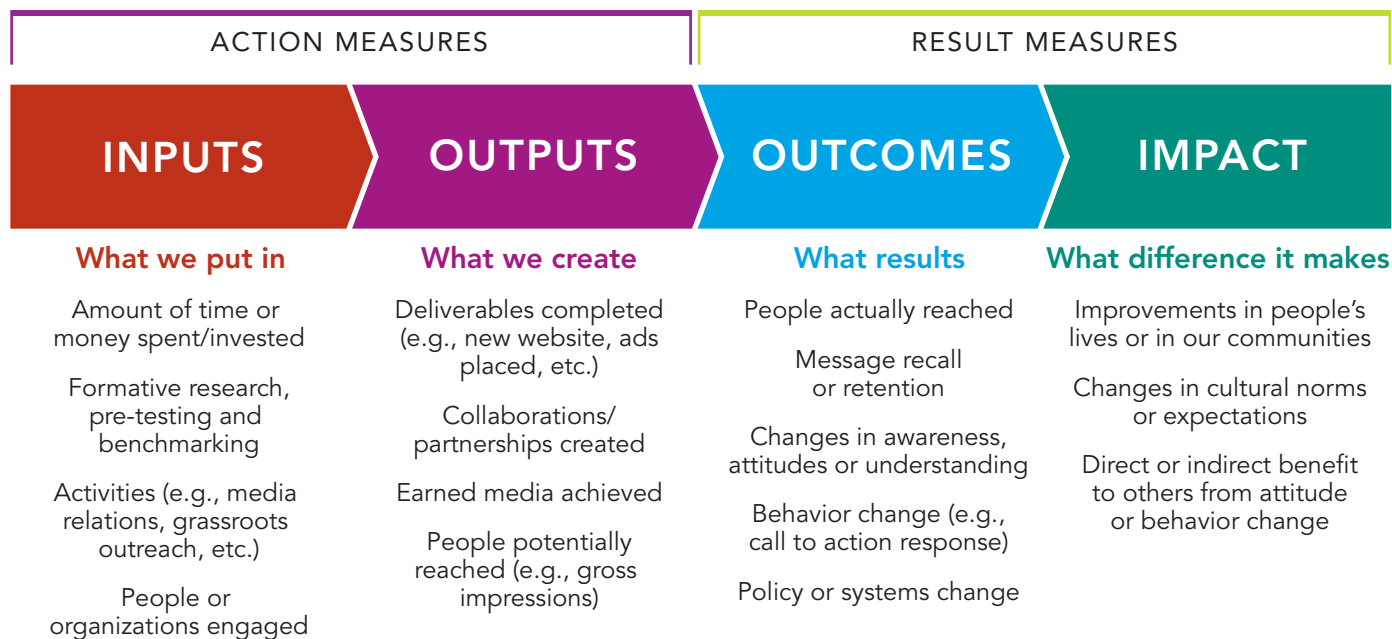 ACTION MEASURES
RESULT MEASURES
INPUTS
OUTPUTS
OUTCOMES
IMPACT
What we put in
Amount of time or
money spent/invested
Formative research,
pre-testing and
benchmarking
Activities (e.g., media
relations, grassroots
outreach, etc.)
People or
organizations engaged
What we create
Deliverables completed
(e.g., new website, ads
placed, etc.)
Collaborations/
partnerships created
Earned media achieved
People potentially
reached (e.g., gross
impressions)
What results
People actually reached
Message recall
or retention
Changes in awareness,
attitudes or understanding
Behavior change (e.g.,
call to action response)
Policy or systems change
What difference it makes
Improvements in people’s
lives or in our communities
Changes in cultural norms
or expectations
Direct or indirect benefit
to others from attitude
or behavior change